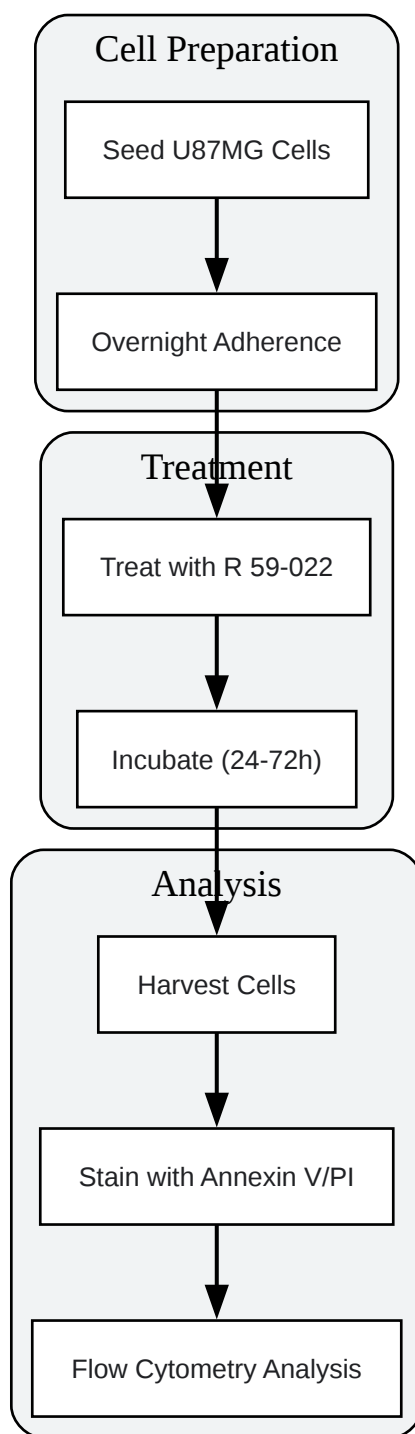 Cell Preparation
Seed U87MG Cells
Overnight Adherence
Treatment
Treat with R 59-022
Incubate (24-72h)
Analysis
Harvest Cells
Stain with Annexin V/PI
Flow Cytometry Analysis